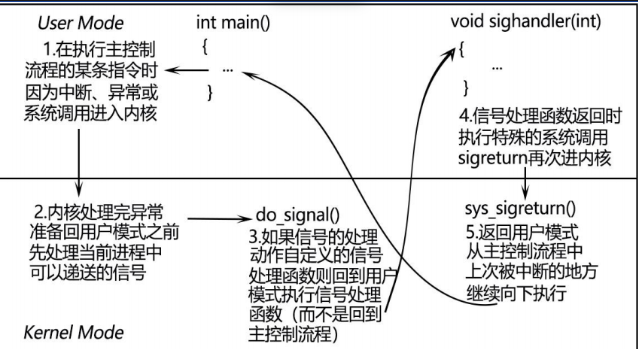 User Mode
int main()
{
...
}
void sighandler(int)
{
...
}
1.在执行主控制
流程的某条指令时
因为中断、异常或
系统调用进入内核
4.信号处理函数返回时
执行特殊的系统调用
sigreturn再次进内核
2.内核处理完异常
准备回用户模式之前
先处理当前进程中
可以递送的信号
do_signal()
3.如果信号的处理
动作自定义的信号
处理函数则回到用户
模式执行信号处理
函数（而不是回到
主控制流程）
sys_sigreturn()
5.返回用户模式
从主控制流程中
上次被中断的地方
继续向下执行
Kernel Mode